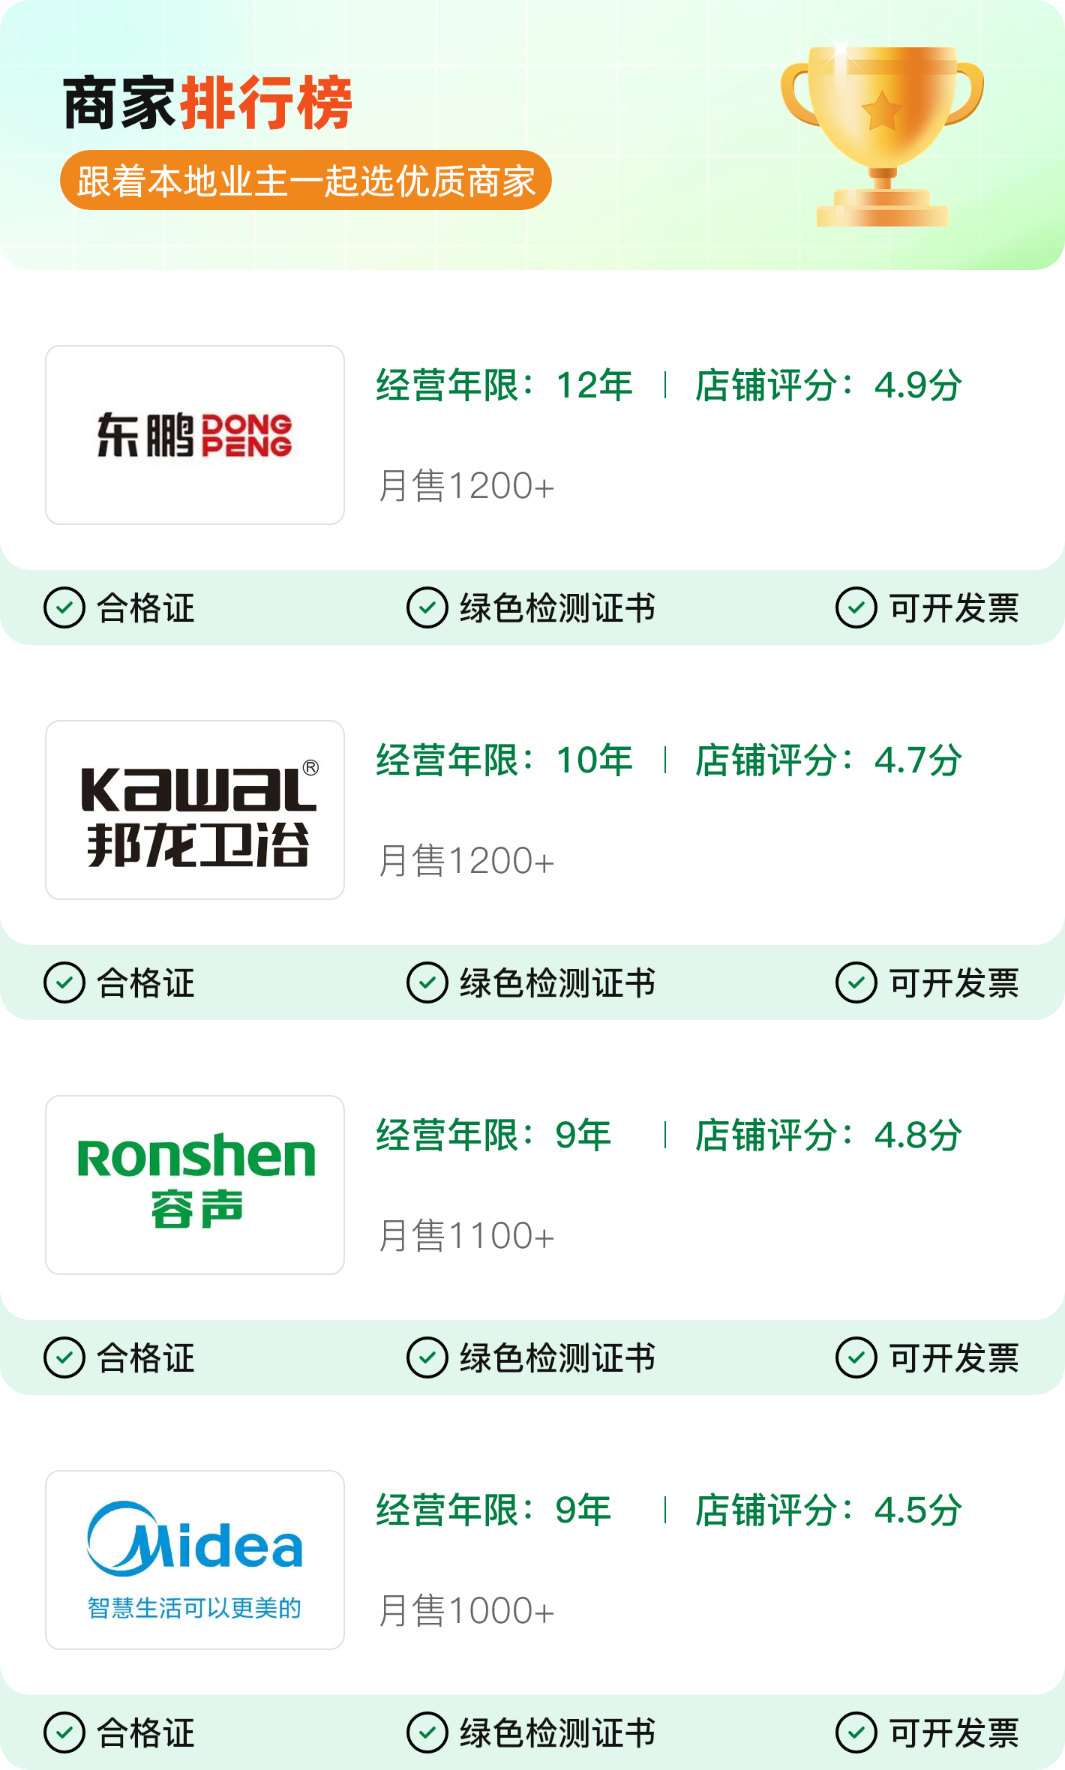 商家排行榜
跟着本地业主一起选优质商家
东鹏 DONG PENG
经营年限：12年 | 店铺评分：4.9分
月售1200+
合格证 绿色检测证书 可开发票
KAWAL®
邦龙卫浴
经营年限：10年 | 店铺评分：4.7分
月售1200+
合格证 绿色检测证书 可开发票
Ronshen
容声
经营年限：9年 | 店铺评分：4.8分
月售1100+
合格证 绿色检测证书 可开发票
Midea
智慧生活可以更美的
经营年限：9年 | 店铺评分：4.5分
月售1000+
合格证 绿色检测证书 可开发票